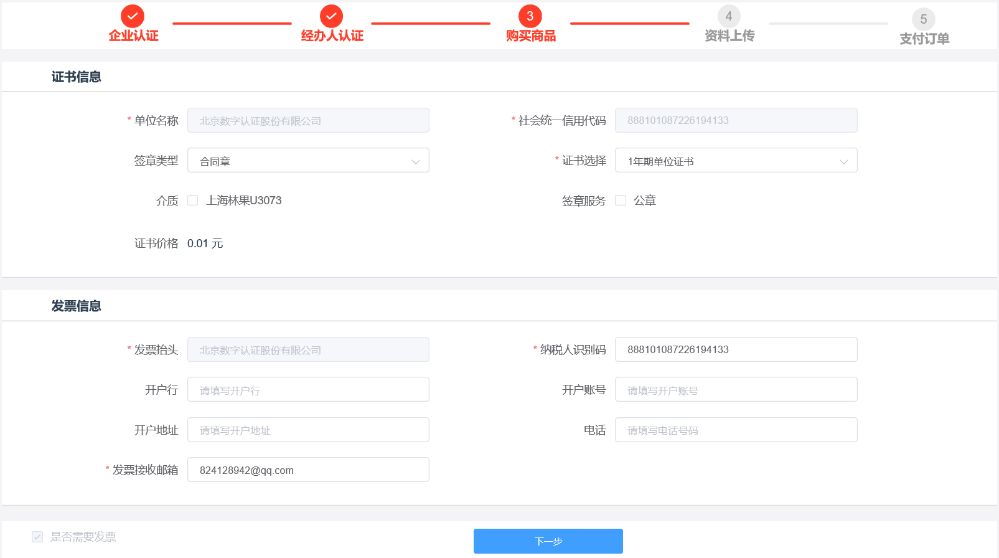 企业认证
经办人认证
3
购买商品
4
资料上传
5
支付订单
证书信息
* 单位名称 北京数字认证股份有限公司
* 社会统一信用代码 888101087226194133
签章类型 合同章
* 证书选择 1年期单位证书
介质 上海林果U3073
签章服务 公章
证书价格 0.01 元
发票信息
* 发票抬头 北京数字认证股份有限公司
* 纳税人识别码 888101087226194133
开户行 请填写开户行
开户账号 请填写开户账号
开户地址 请填写开户地址
电话 请填写电话号码
* 发票接收邮箱 824128942@qq.com
是否需要发票
下一步